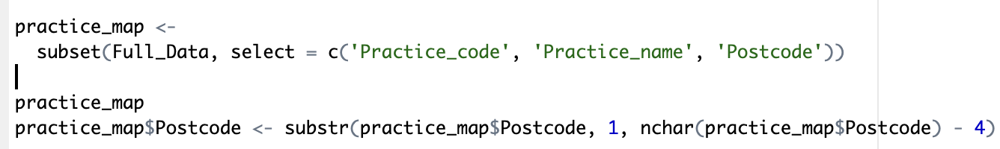 practice_map <-
  subset(Full_Data, select = c('Practice_code', 'Practice_name', 'Postcode'))
practice_map
practice_map$Postcode <- substr(practice_map$Postcode, 1, nchar(practice_map$Postcode) - 4)